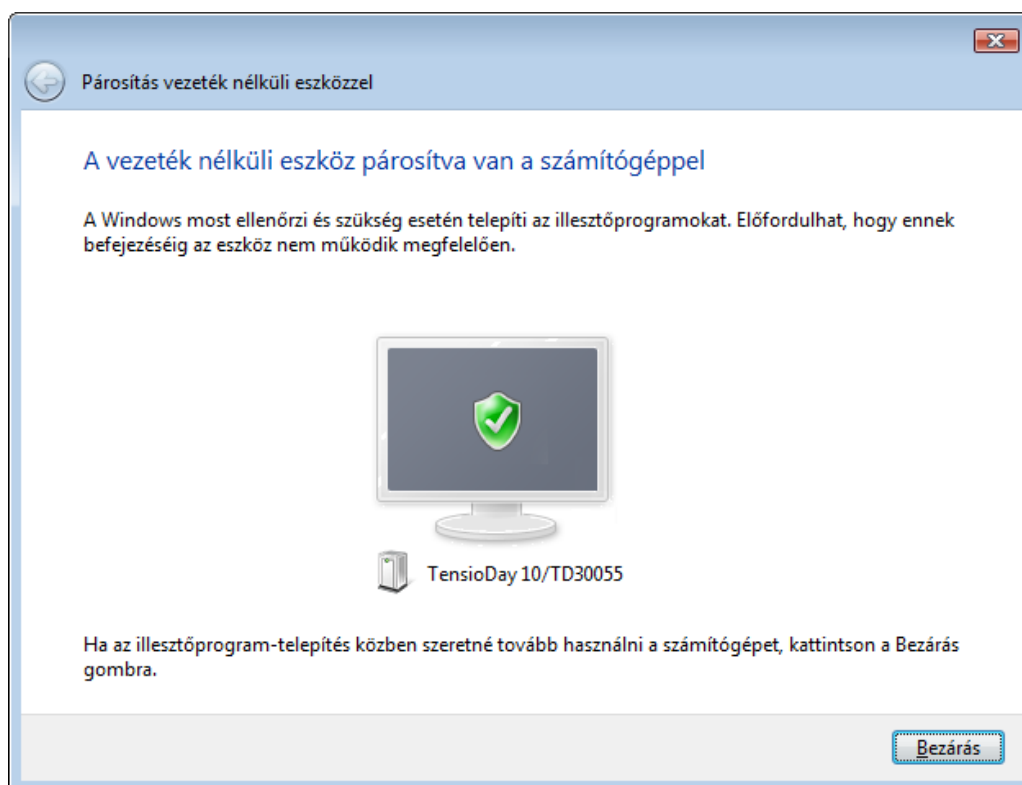 Párosítás vezeték nélküli eszközzel
A vezeték nélküli eszköz párosítva van a számítógéppel
A Windows most ellenőrzi és szükség esetén telepíti az illesztőprogramokat. Előfordulhat, hogy ennek
befejezéséig az eszköz nem működik megfelelően.
TensioDay 10/TD30055
Ha az illesztőprogram-telepítés közben szeretné tovább használni a számítógépet, kattintson a Bezárás
gombra.
Bezárás